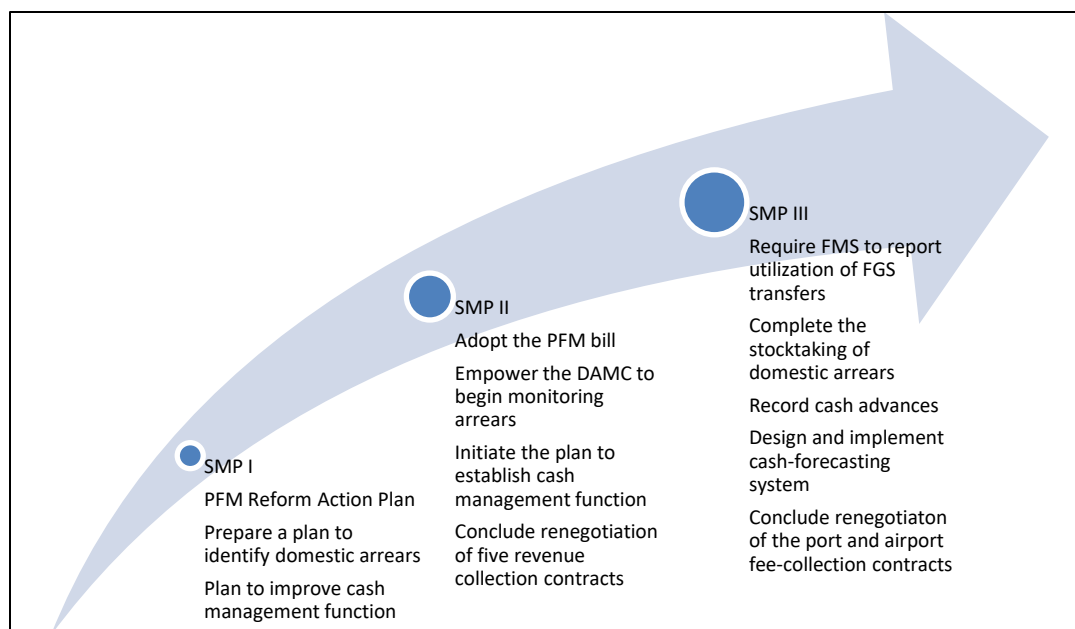 SMP I
PFM Reform Action Plan
Prepare a plan to
identify domestic arrears
Plan to improve cash
management function
SMP II
Adopt the PFM bill
Empower the DAMC to
begin monitoring
arrears
Initiate the plan to
establish cash
management function
Conclude renegotiation
of five revenue
collection contracts
SMP III
Require FMS to report
utilization of FGS
transfers
Complete the
stocktaking of
domestic arrears
Record cash advances
Design and implement
cash-forecasting
system
Conclude renegotiaton
of the port and airport
fee-collection contracts